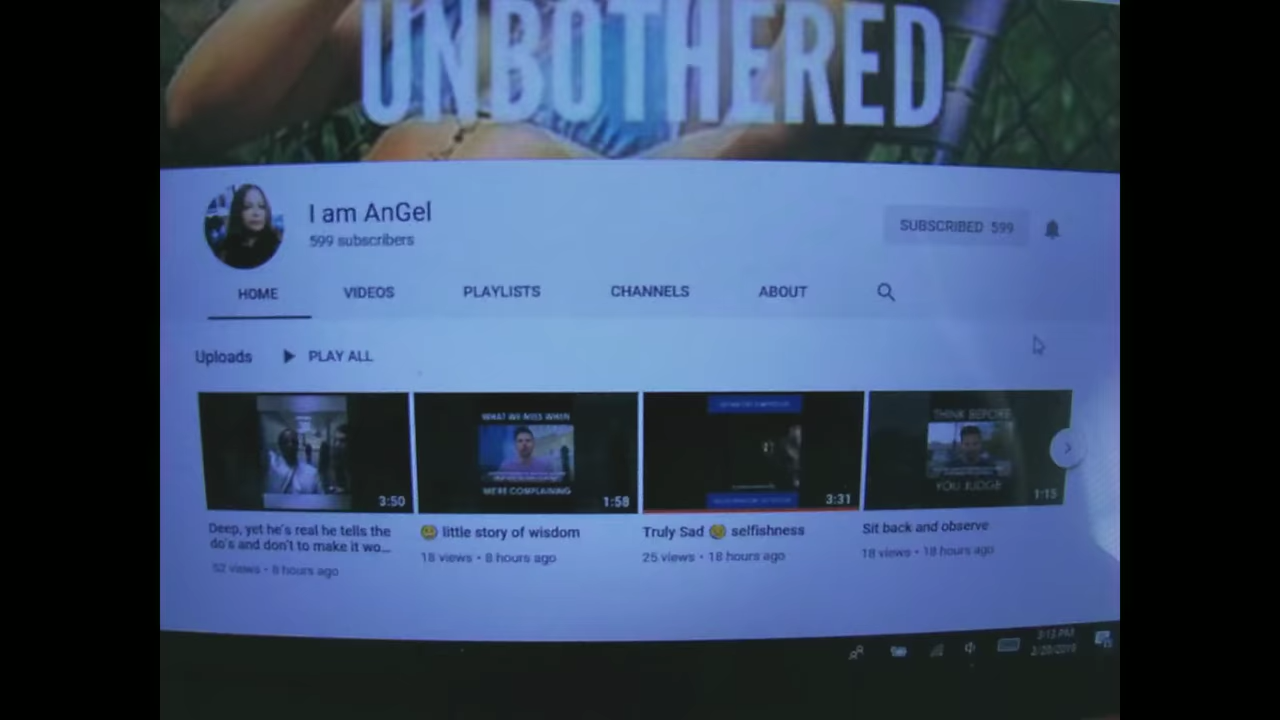 UNBOTHERED
I am AnGel
599 subscribers
SUBSCRIBED 599
HOME VIDEOS PLAYLISTS CHANNELS ABOUT
Uploads PLAY ALL
3:50
WHAT WE MISS WHEN
WE'RE COMPLAINING
1:58
3:31
THINK BEFORE
YOU JUDGE
1:15
Deep, yet he's real he tells the
do's and don't to make it wo...
52 views • 8 hours ago
😕 little story of wisdom
18 views • 8 hours ago
Truly Sad 😕 selfishness
25 views • 18 hours ago
Sit back and observe
18 views • 18 hours ago
3:13 PM